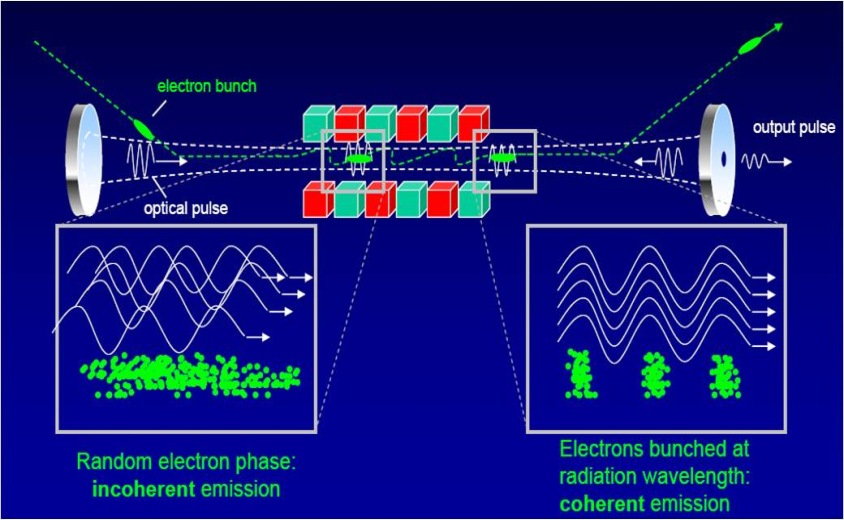 electron bunch
output pulse
optical pulse
Random electron phase:
incoherent emission
Electrons bunched at
radiation wavelength:
coherent emission